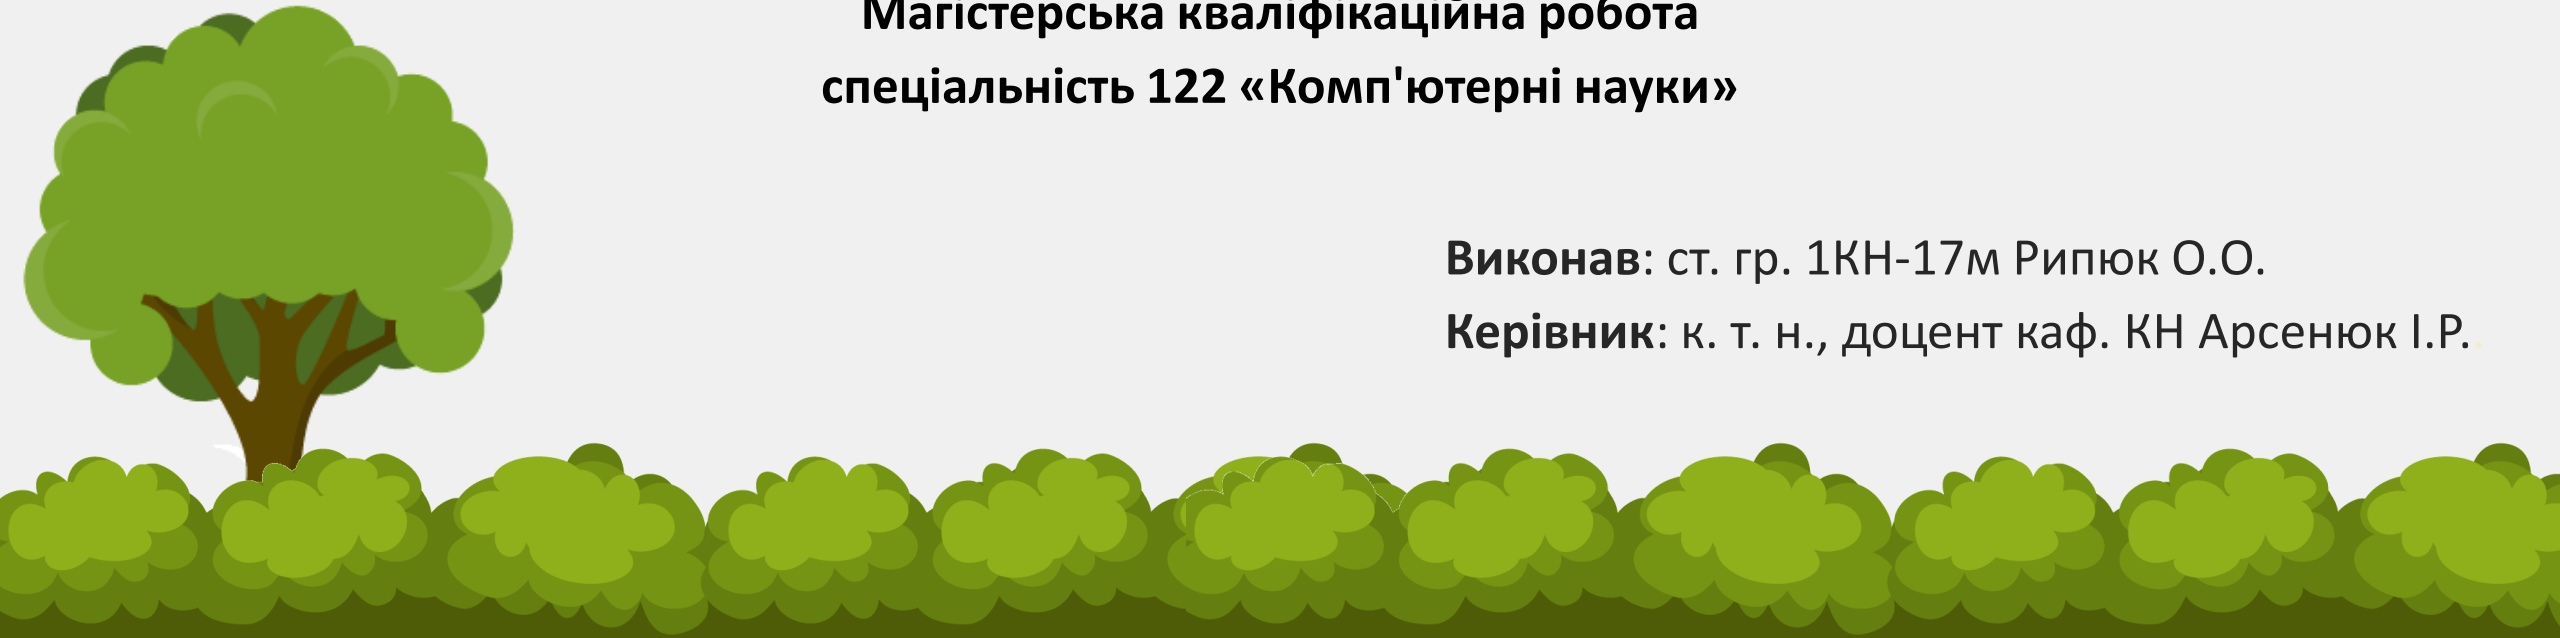 Магістерська кваліфікаційна робота
спеціальність 122 «Комп'ютерні науки»
Виконав: ст. гр. 1КН-17м Рипюк О.О.
Керівник: к. т. н., доцент каф. КН Арсенюк І.Р.